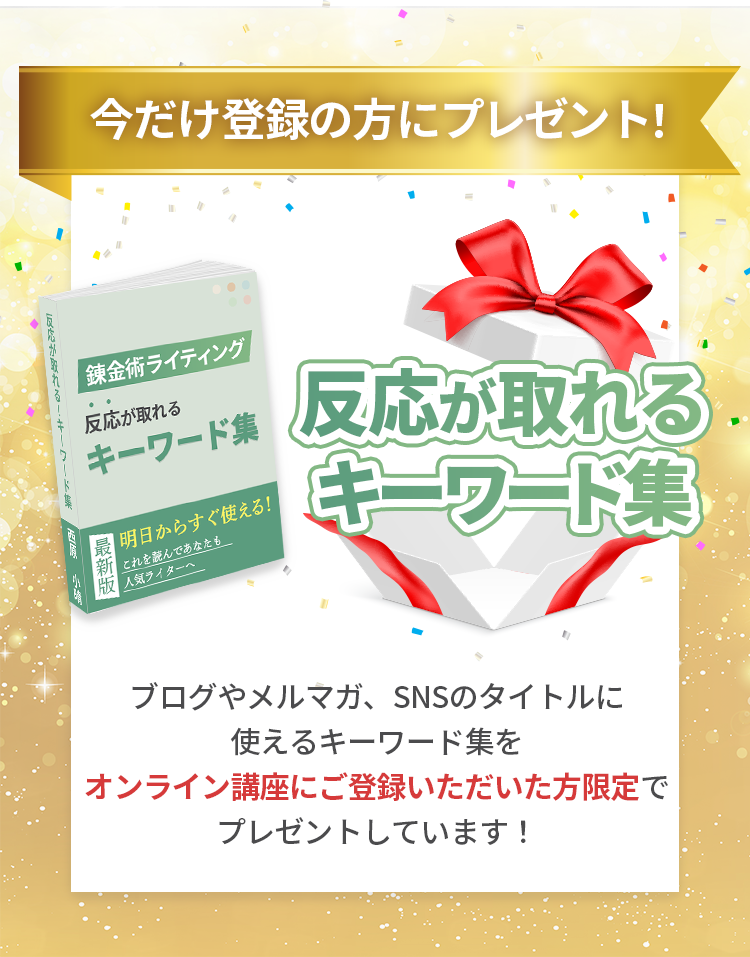 今だけ登録の方にプレゼント!
反応が取れる！キーワード集
西原
錬金術ライティング
反応が取れる
キーワード集
最新版
明日からすぐ使える!
これを読んであなたも
人気ライターへ
反応が取れる
キーワード集
ブログやメルマガ、SNSのタイトルに
使えるキーワード集を
オンライン講座にご登録いただいた方限定で
プレゼントしています！